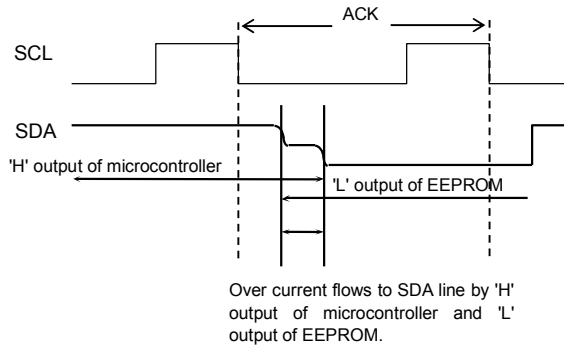 ACK
SCL
SDA
'H' output of microcontroller
'L' output of EEPROM
Over current flows to SDA line by 'H'
output of microcontroller and 'L'
output of EEPROM.